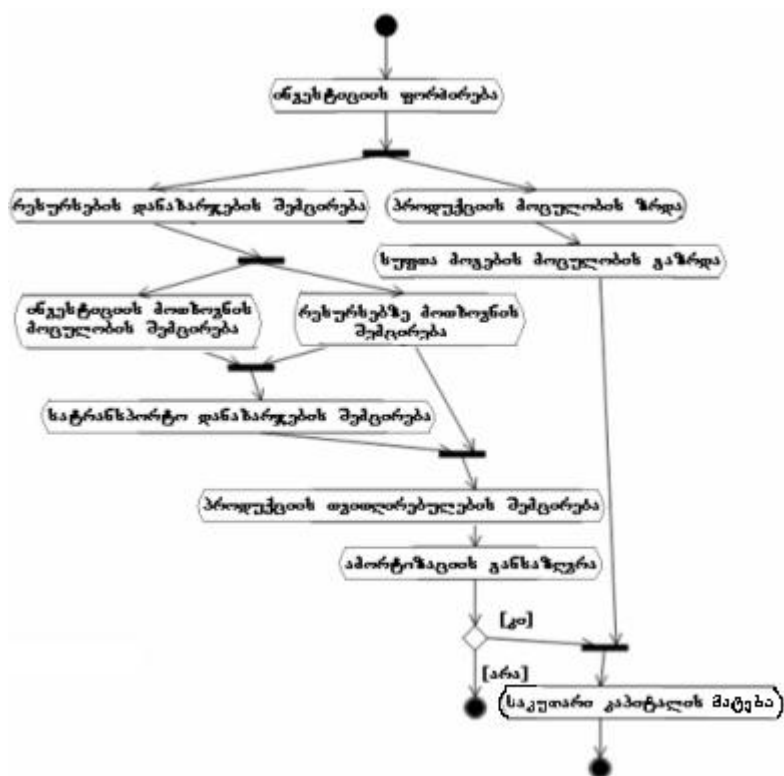 ინვესტიციის ფორმირება
რესურსების დანახარჯების შემცირება
პროდუქციის მოცულობის ზრდა
სუფთა მოგების მოცულობის გაზრდა
ინვესტიციის მოთხოვნის
მოცულობის შემცირება
რესურსებზე მოთხოვნის
შემცირება
სატრანსპორტო დანახარჯების შემცირება
პროდუქციის თვითღირებულების შემცირება
ამორტიზაციის განსაზღვრა
[კი]
[არა]
საკუთარი კაპიტალის მატება